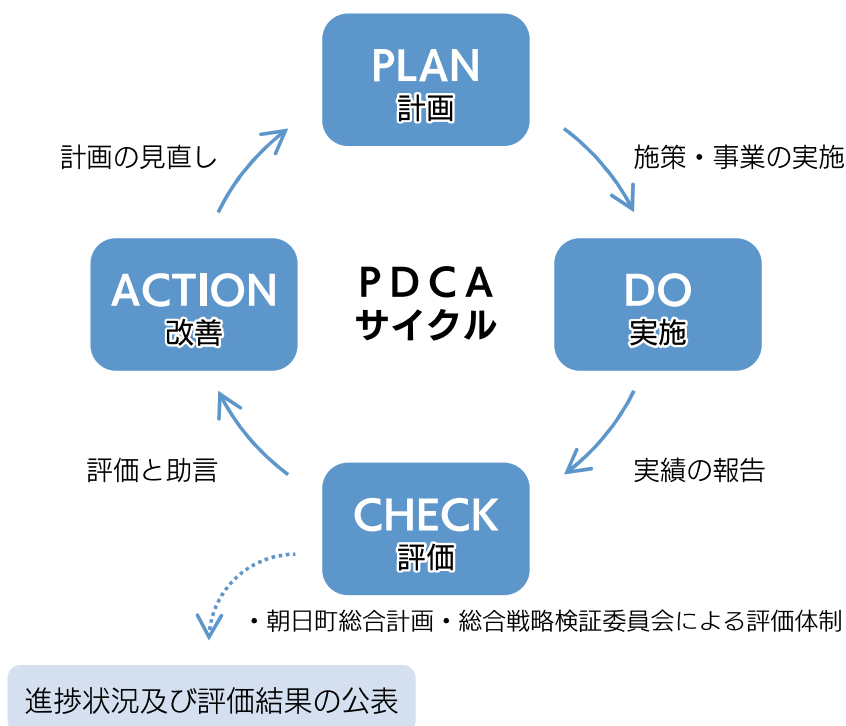 PLAN
計画
計画の見直し
施策・事業の実施
ACTION
改善
PDCA
サイクル
DO
実施
評価と助言
実績の報告
CHECK
評価
・朝日町総合計画・総合戦略検証委員会による評価体制
進捗状況及び評価結果の公表